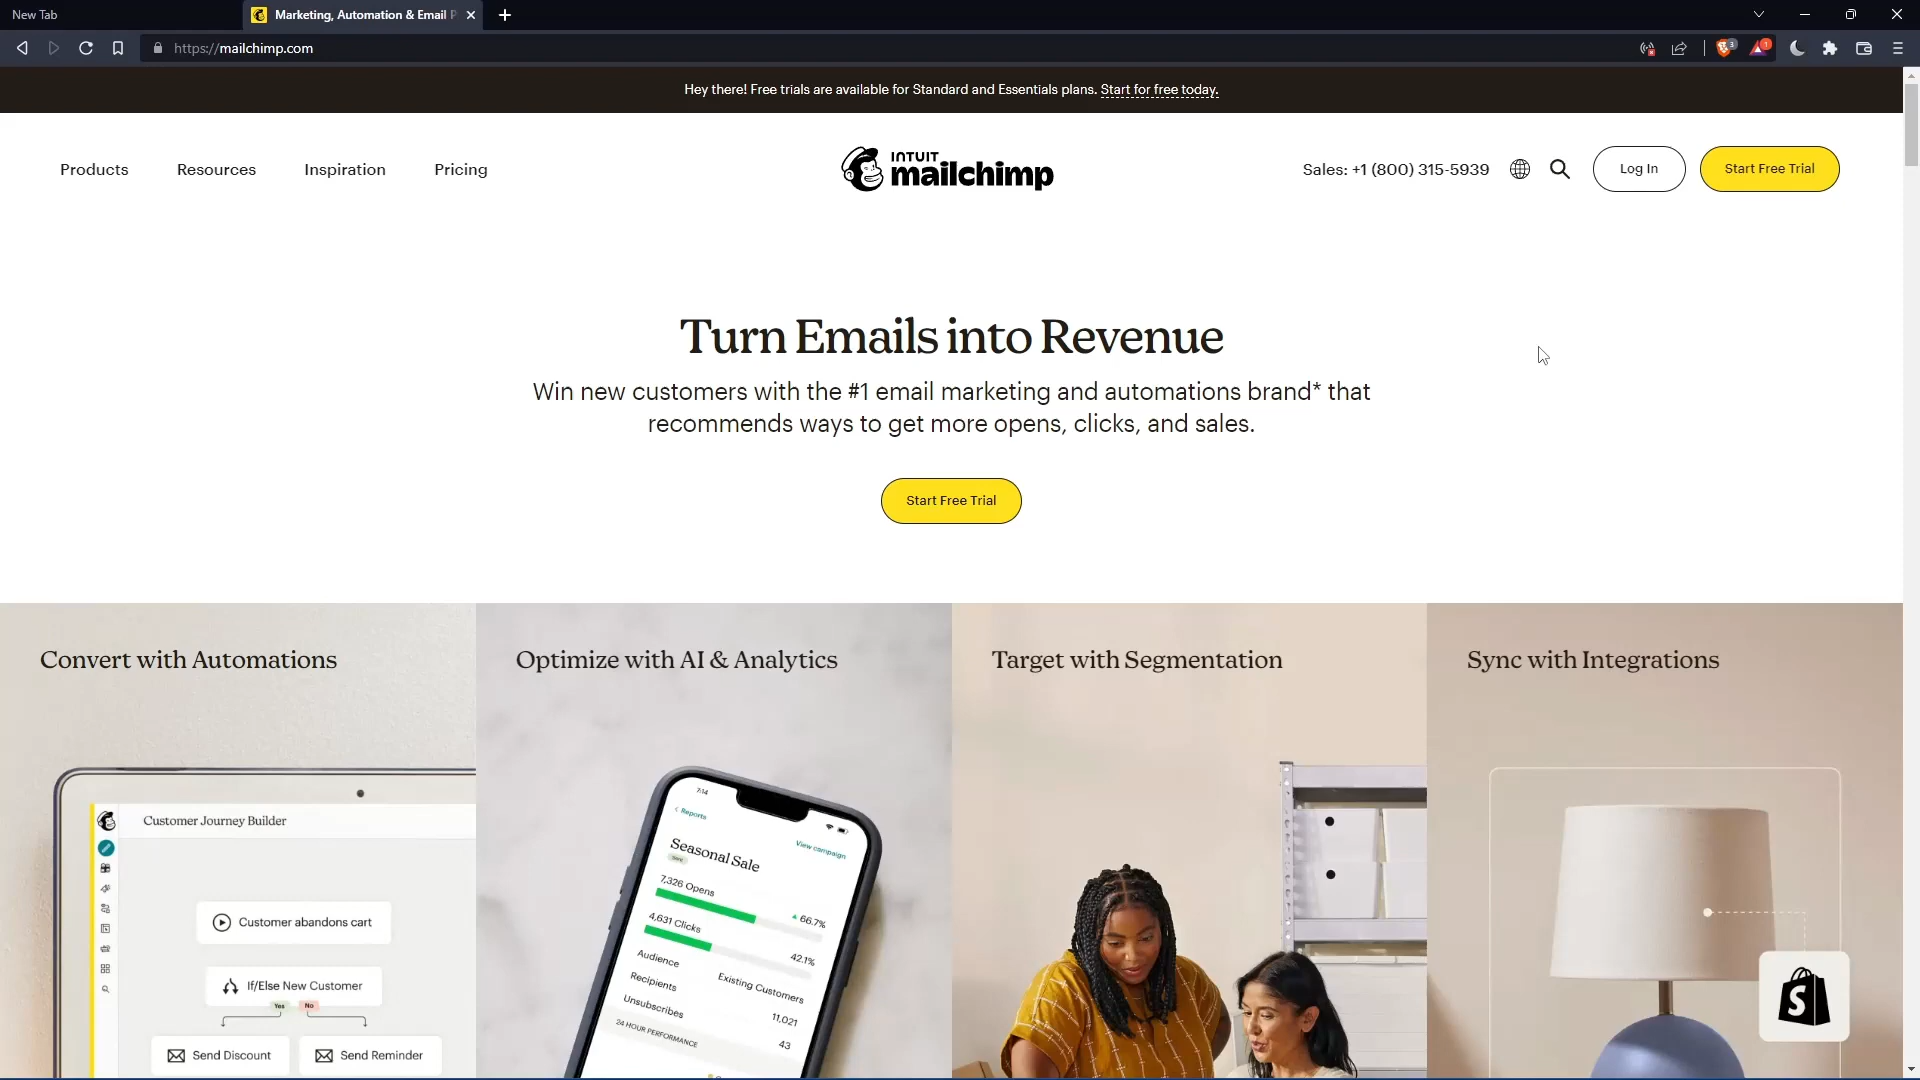 New Tab
Marketing, Automation & Email P
https://mailchimp.com
3
1
Hey there! Free trials are available for Standard and Essentials plans. Start for free today.
Products
Resources
Inspiration
Pricing
INTUIT
mailchimp
Sales: +1 (800) 315-5939
Log In
Start Free Trial
Turn Emails into Revenue
Win new customers with the #1 email marketing and automations brand* that
recommends ways to get more opens, clicks, and sales.
Start Free Trial
Convert with Automations
Customer Journey Builder
Customer abandons cart
If/Else New Customer
Yes
No
Send Discount
Send Reminder
Optimize with AI & Analytics
7:14
Reports
View campaign
Seasonal Sale
Sent
7,326 Opens
66.7%
4,631 Clicks
42.1%
Audience
Existing Customers
Recipients
11,021
Unsubscribes
43
24 HOUR PERFORMANCE
Target with Segmentation
Sync with Integrations
S